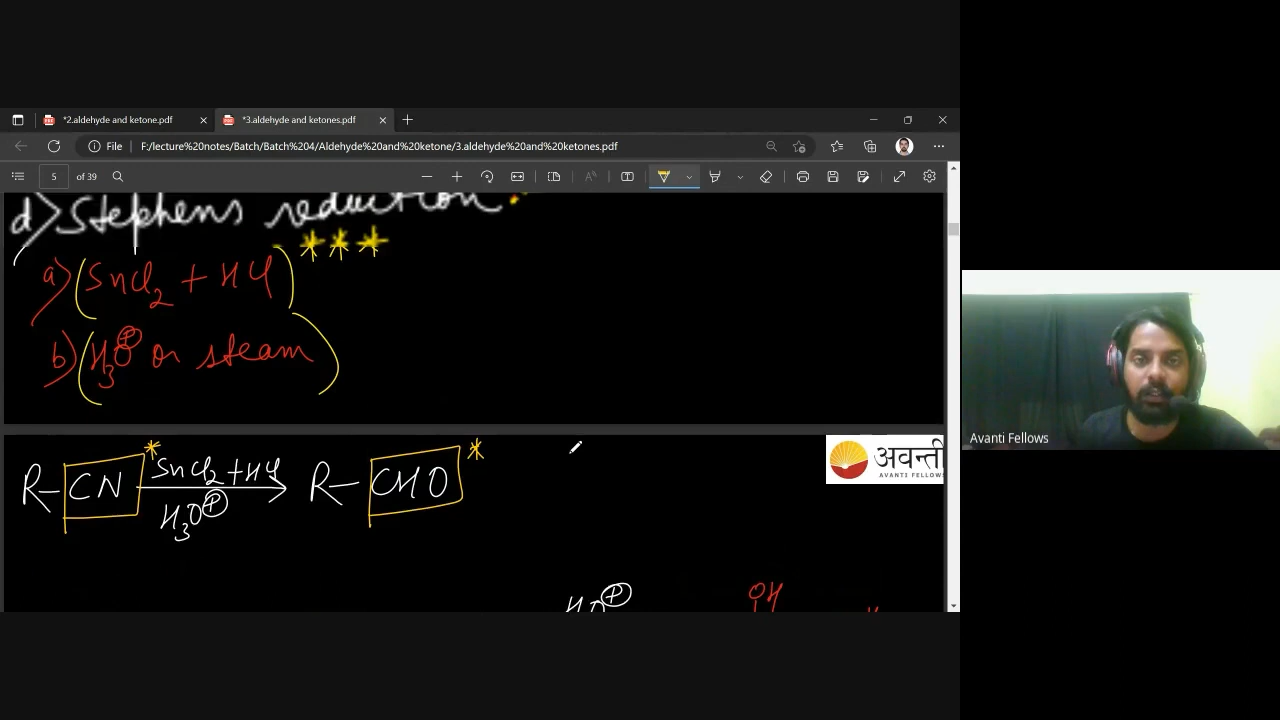 *2.aldehyde and ketone.pdf
*3.aldehyde and ketones.pdf
File
F:/lecture%20notes/Batch/Batch%204/Aldehyde%20and%20ketone/3.aldehyde%20and%20ketones.pdf
5 of 39
d) Stephens reduction
a) (SnCl2 + HCl) ***
b) (H3O⊕ or steam)
R-CN * SnCl2 + HCl R-CHO *
H3O⊕
अवन्ती
AVANTI FELLOWS
OH
Avanti Fellows